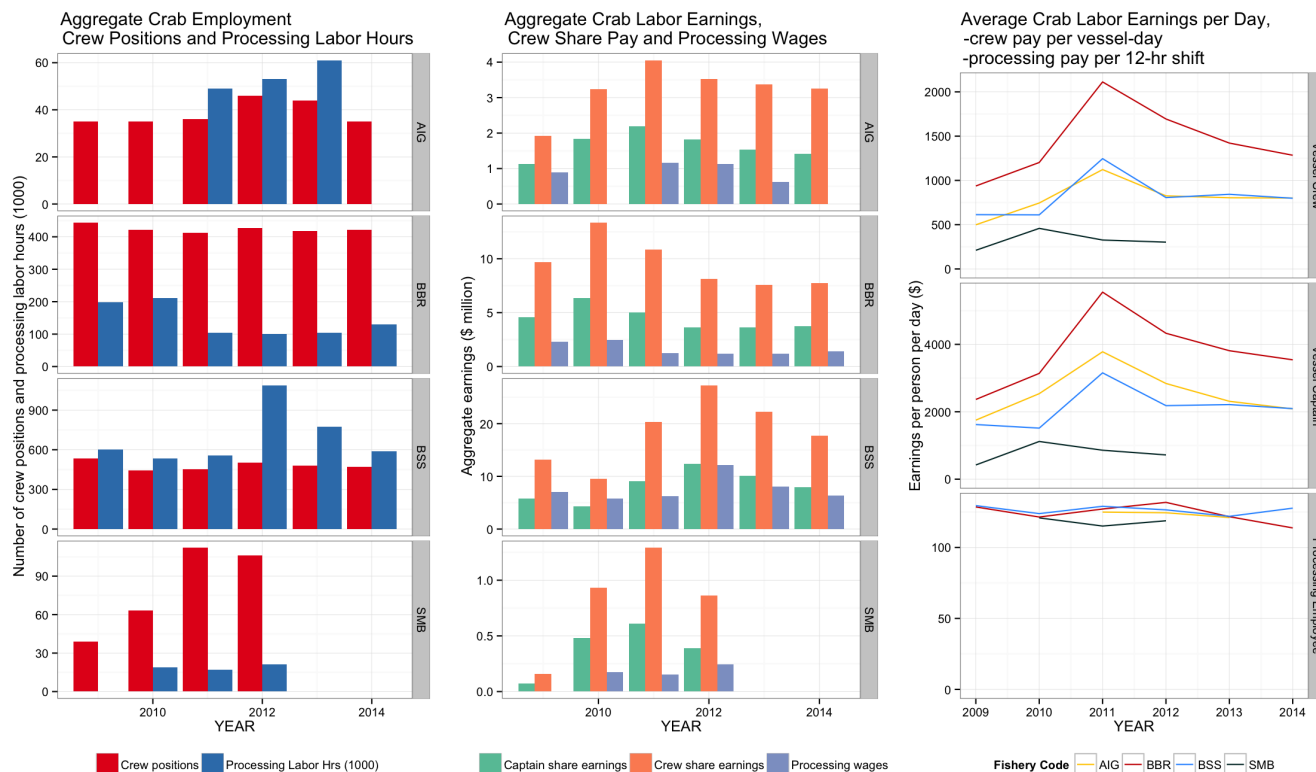 Aggregate Crab Employment
Crew Positions and Processing Labor Hours
Number of crew positions and processing labor hours (1000)
60
40
20
0
AIG
400
300
200
100
0
BBR
900
600
300
0
BSS
90
60
30
0
SMB
2010
2012
2014
YEAR
Crew positions
Processing Labor Hrs (1000)
Aggregate Crab Labor Earnings,
Crew Share Pay and Processing Wages
Aggregate earnings ($ million)
4
3
2
1
0
AIG
10
5
0
BBR
20
10
0
BSS
1.0
0.5
0.0
SMB
2010
2012
2014
YEAR
Captain share earnings
Crew share earnings
Processing wages
Average Crab Labor Earnings per Day,
-crew pay per vessel-day
-processing pay per 12-hr shift
Earnings per person per day ($)
2000
1500
1000
500
0
Vessel Crew
4000
2000
0
Vessel Captain
100
50
0
Processing Employee
2009
2010
2011
2012
2013
2014
YEAR
Fishery Code
AIG
BBR
BSS
SMB